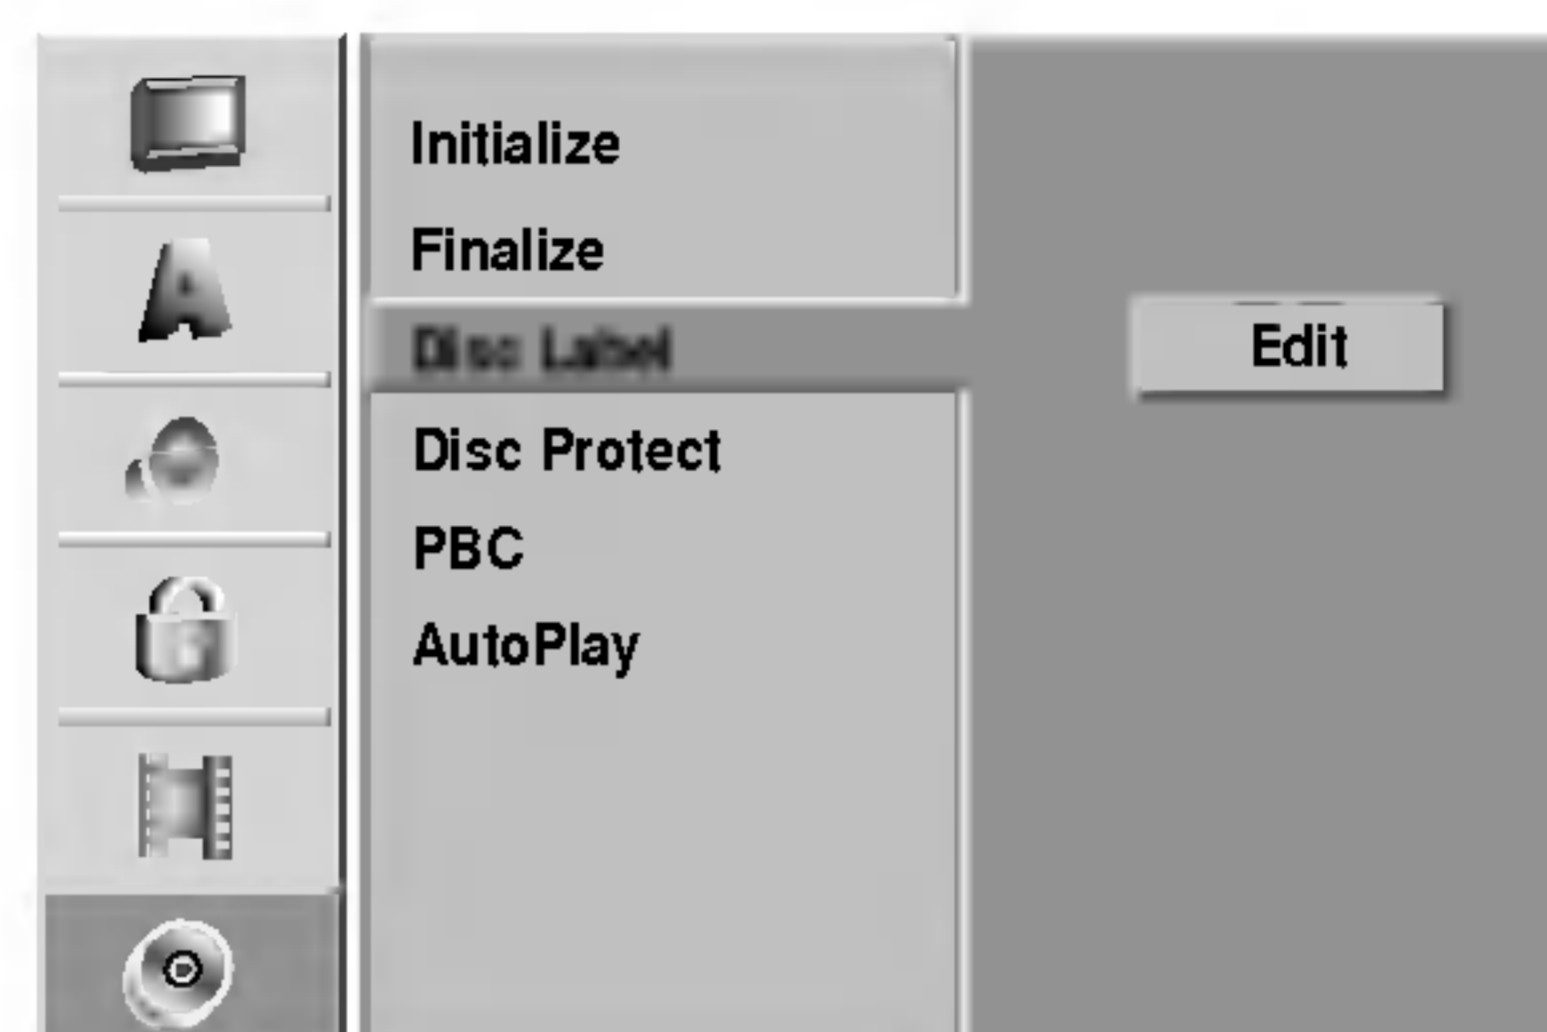 Initialize
Finalize
Disc Label
Edit
Disc Protect
PBC
AutoPlay